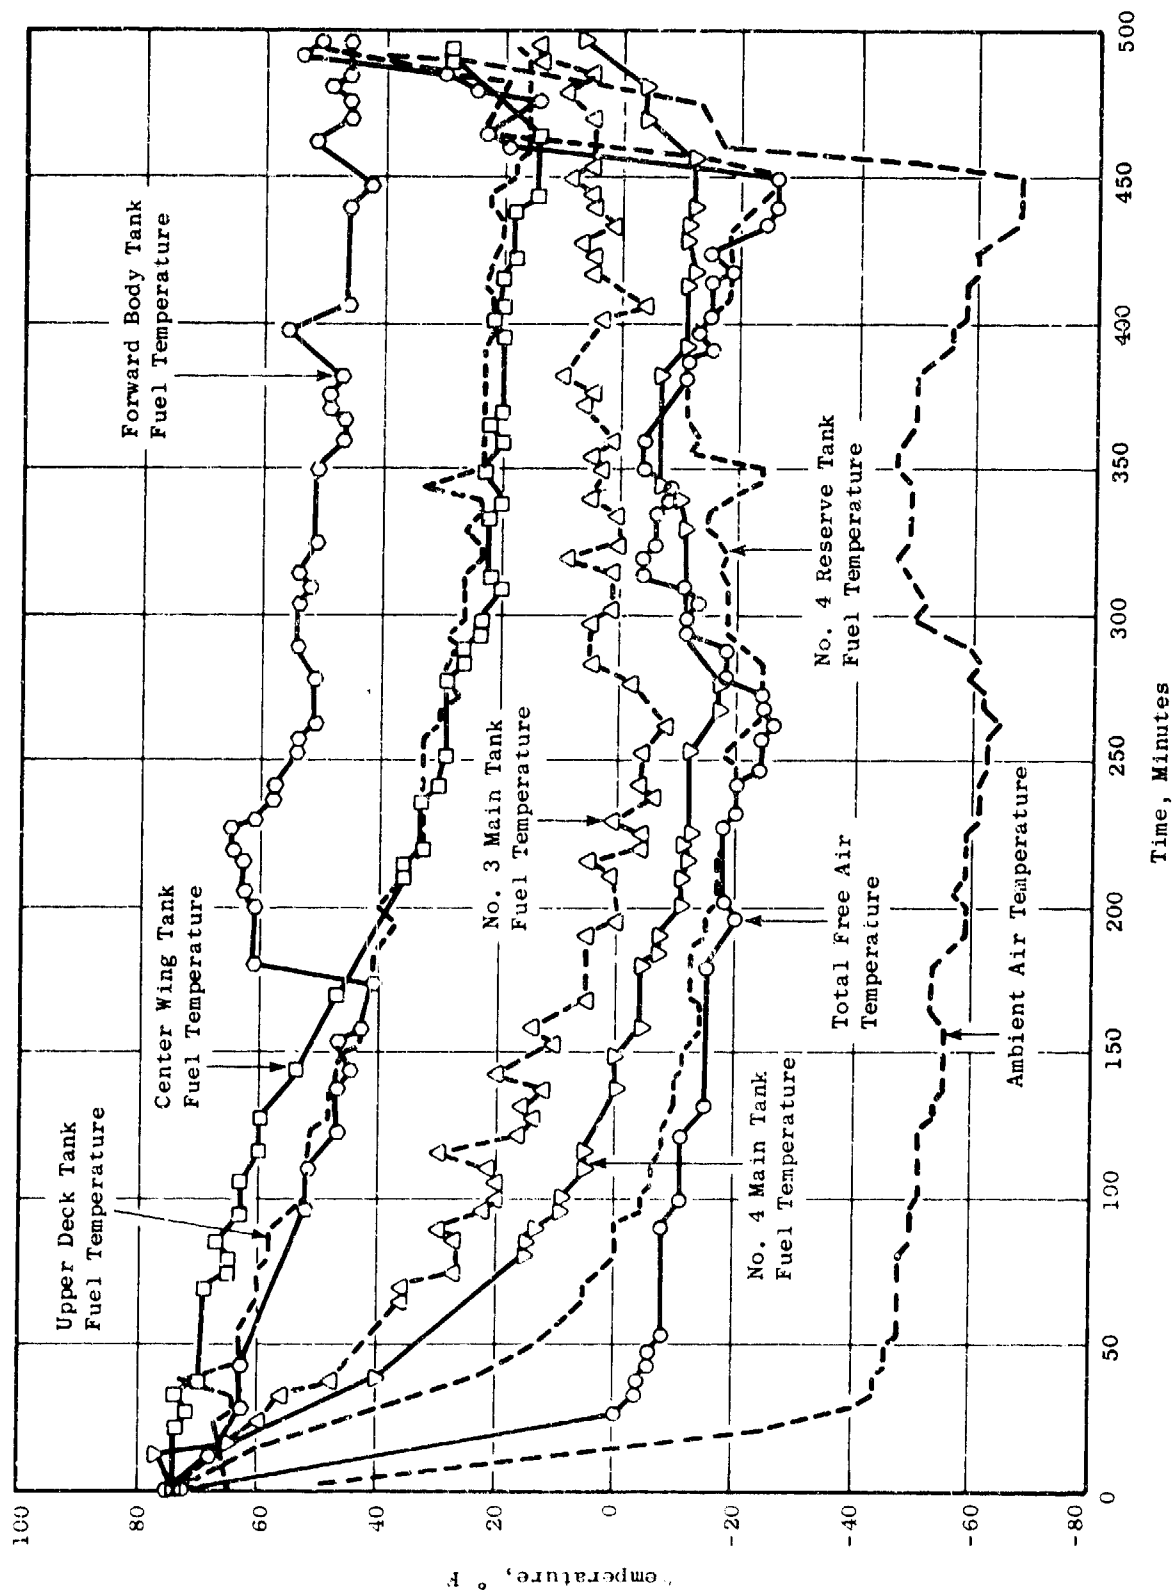 Forward Body Tank
Fuel Temperature
Center Wing Tank
Fuel Temperature
Upper Deck Tank
Fuel Temperature
No. 3 Main Tank
Fuel Temperature
No. 4 Reserve Tank
Fuel Temperature
Total Free Air
Temperature
No. 4 Main Tank
Fuel Temperature
Ambient Air Temperature
100
80
60
40
20
0
-20
-40
-60
-80
emperature, ° F
0
50
100
150
200
250
300
350
400
450
500
Time, Minutes